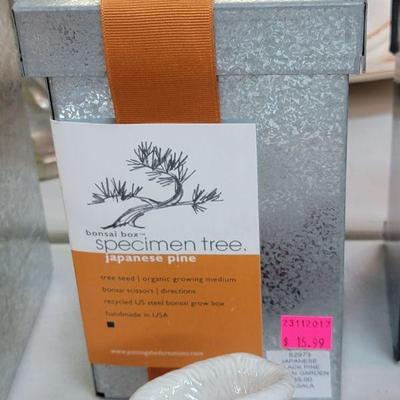 bonsai box™
specimen tree.
japanese pine
tree seed | organic growing medium
bonsai scissors | directions
recycled US steel bonsai grow box
handmade in USA
23112017
$ 15.99
JAPANESE
GARDEN